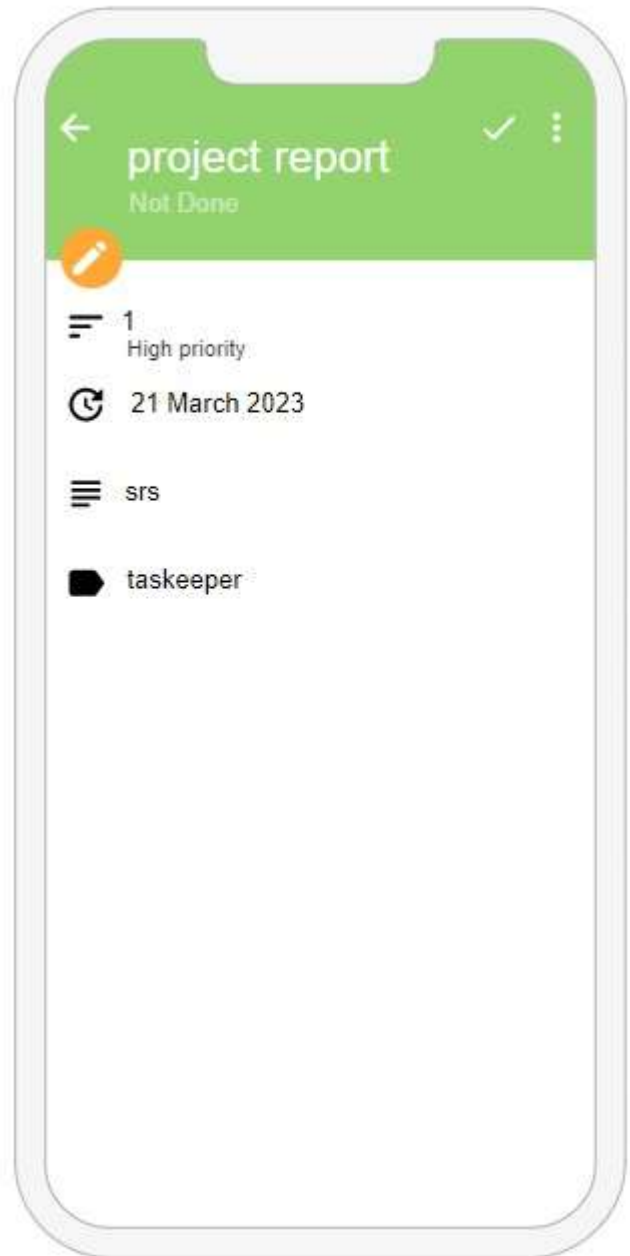 project report
Not Done
1
High priority
21 March 2023
srs
taskeeper